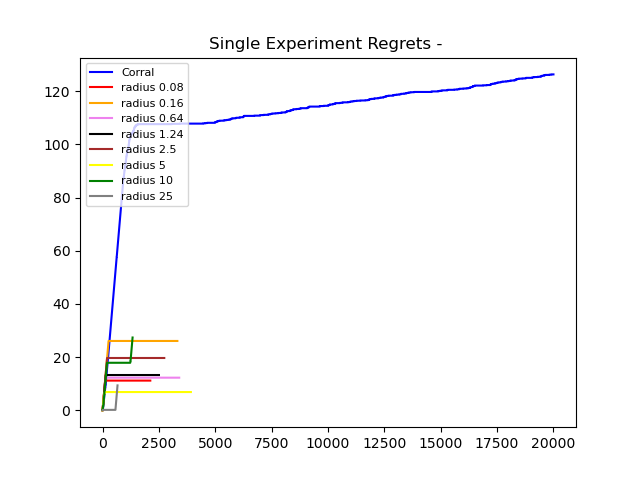 Single Experiment Regrets -
Corral
radius 0.08
radius 0.16
radius 0.64
radius 1.24
radius 2.5
radius 5
radius 10
radius 25
120
100
80
60
40
20
0
0 2500 5000 7500 10000 12500 15000 17500 20000